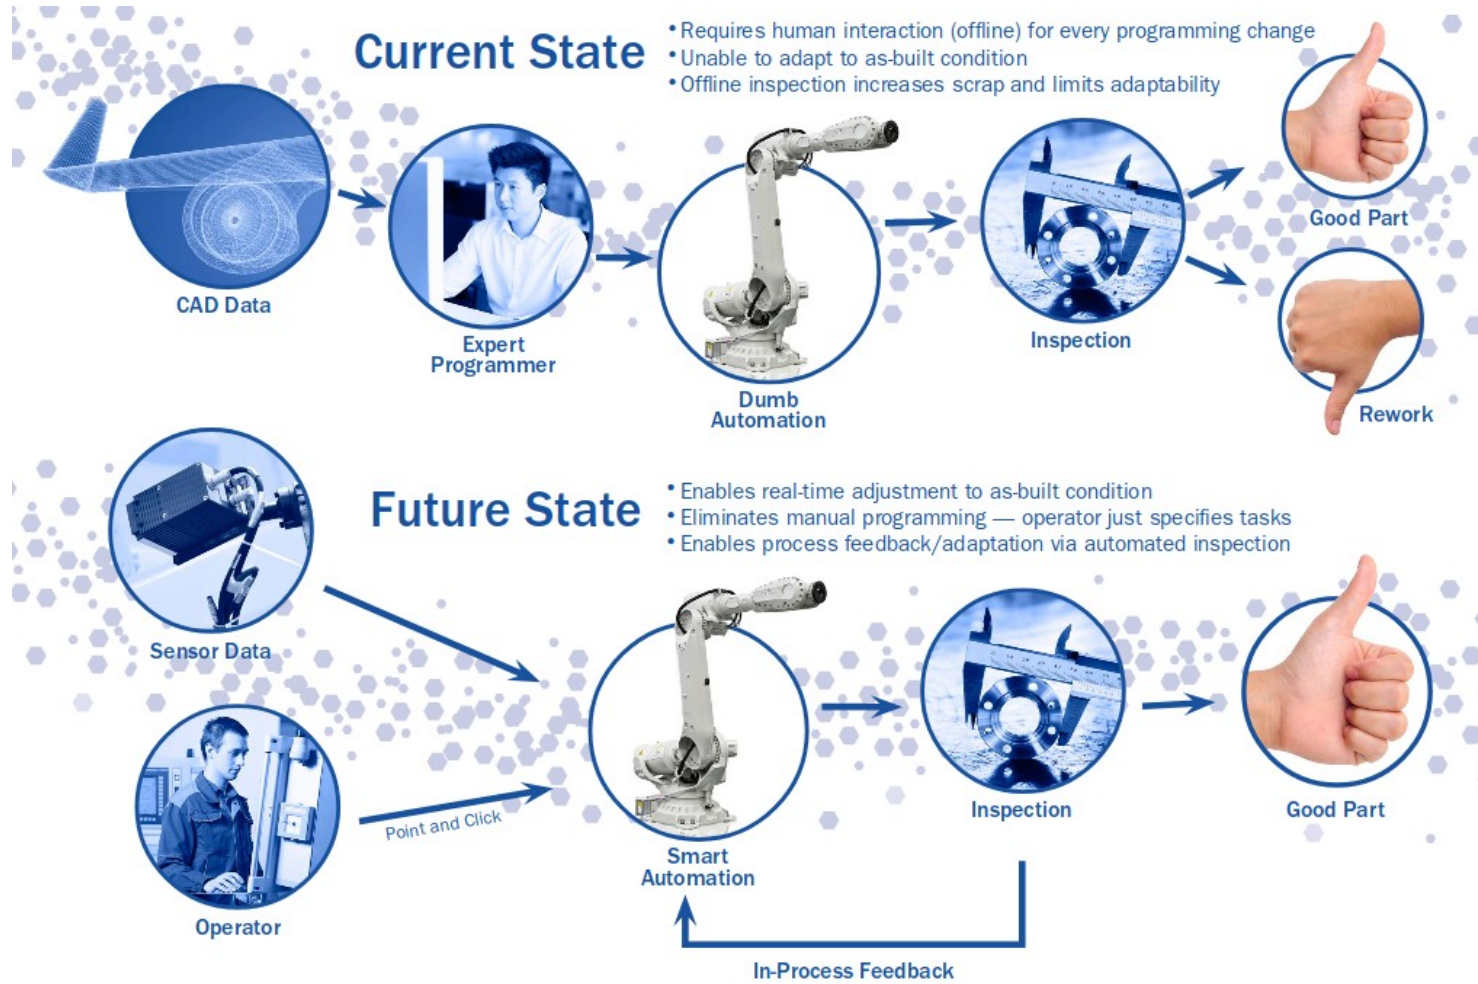 Current State
• Requires human interaction (offline) for every programming change
• Unable to adapt to as-built condition
• Offline inspection increases scrap and limits adaptability
CAD Data
Expert
Programmer
Dumb
Automation
Inspection
Good Part
Rework
Future State
• Enables real-time adjustment to as-built condition
• Eliminates manual programming — operator just specifies tasks
• Enables process feedback/adaptation via automated inspection
Sensor Data
Operator
Point and Click
Smart
Automation
Inspection
Good Part
In-Process Feedback